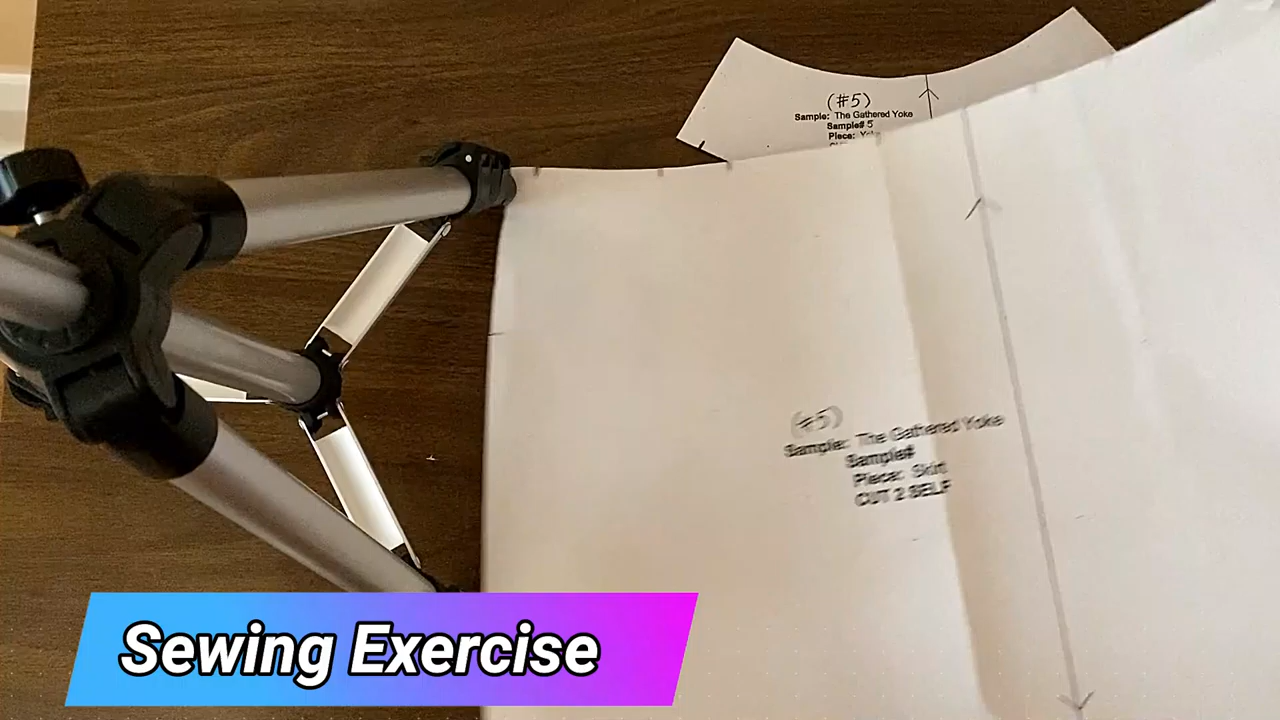 (#5)
Sample: The Gathered Yoke
Sample# 5
Piece:
(#5)
Sample: The Gathered Yoke
Sample#
Piece: Skirt
CUT 2 SELF
Sewing Exercise